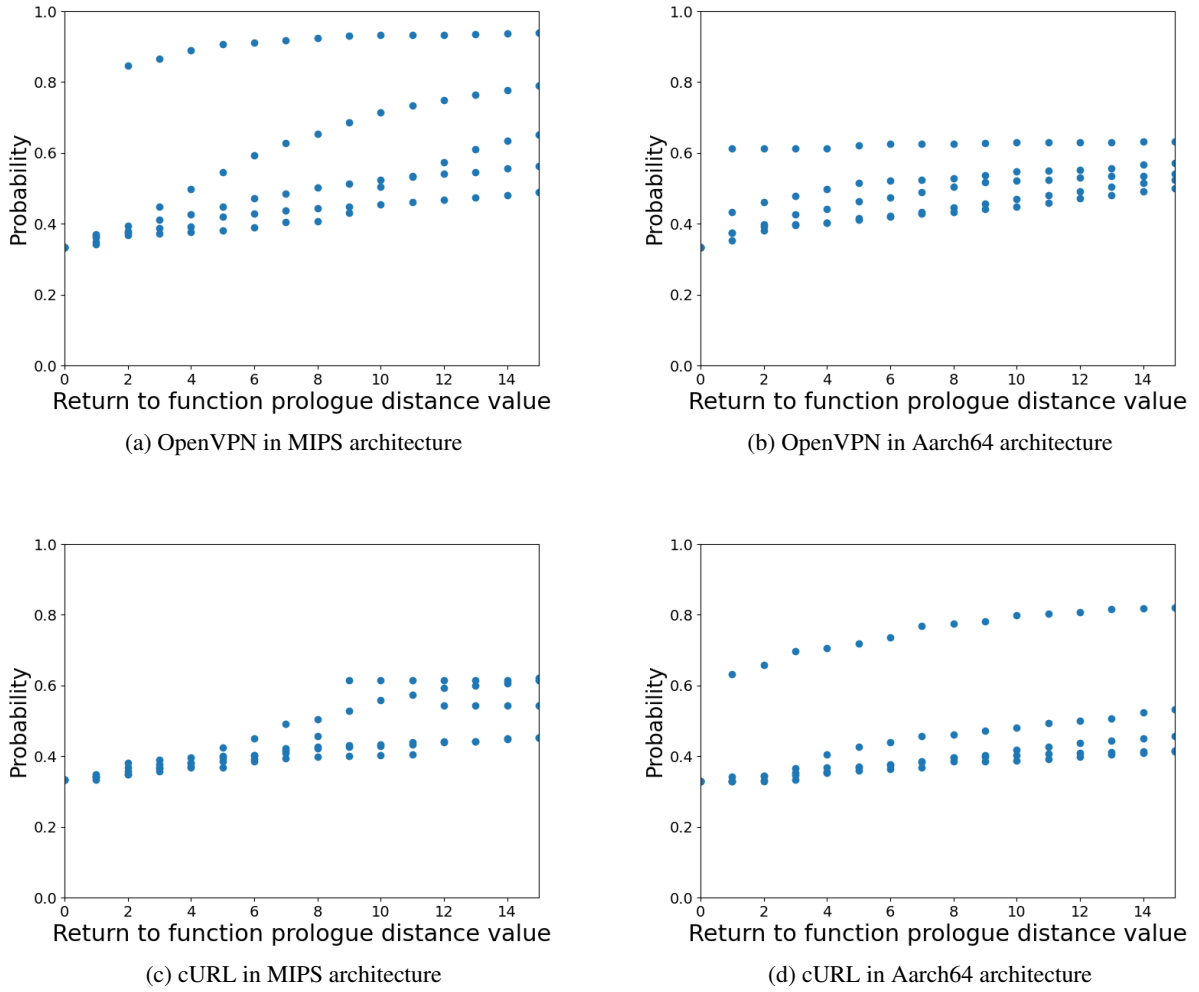 1.0
0.8
0.6
0.4
0.2
0.0
Probability
0 2 4 6 8 10 12 14
Return to function prologue distance value
(a) OpenVPN in MIPS architecture
1.0
0.8
0.6
0.4
0.2
0.0
Probability
0 2 4 6 8 10 12 14
Return to function prologue distance value
(b) OpenVPN in Aarch64 architecture
1.0
0.8
0.6
0.4
0.2
0.0
Probability
0 2 4 6 8 10 12 14
Return to function prologue distance value
(c) cURL in MIPS architecture
1.0
0.8
0.6
0.4
0.2
0.0
Probability
0 2 4 6 8 10 12 14
Return to function prologue distance value
(d) cURL in Aarch64 architecture